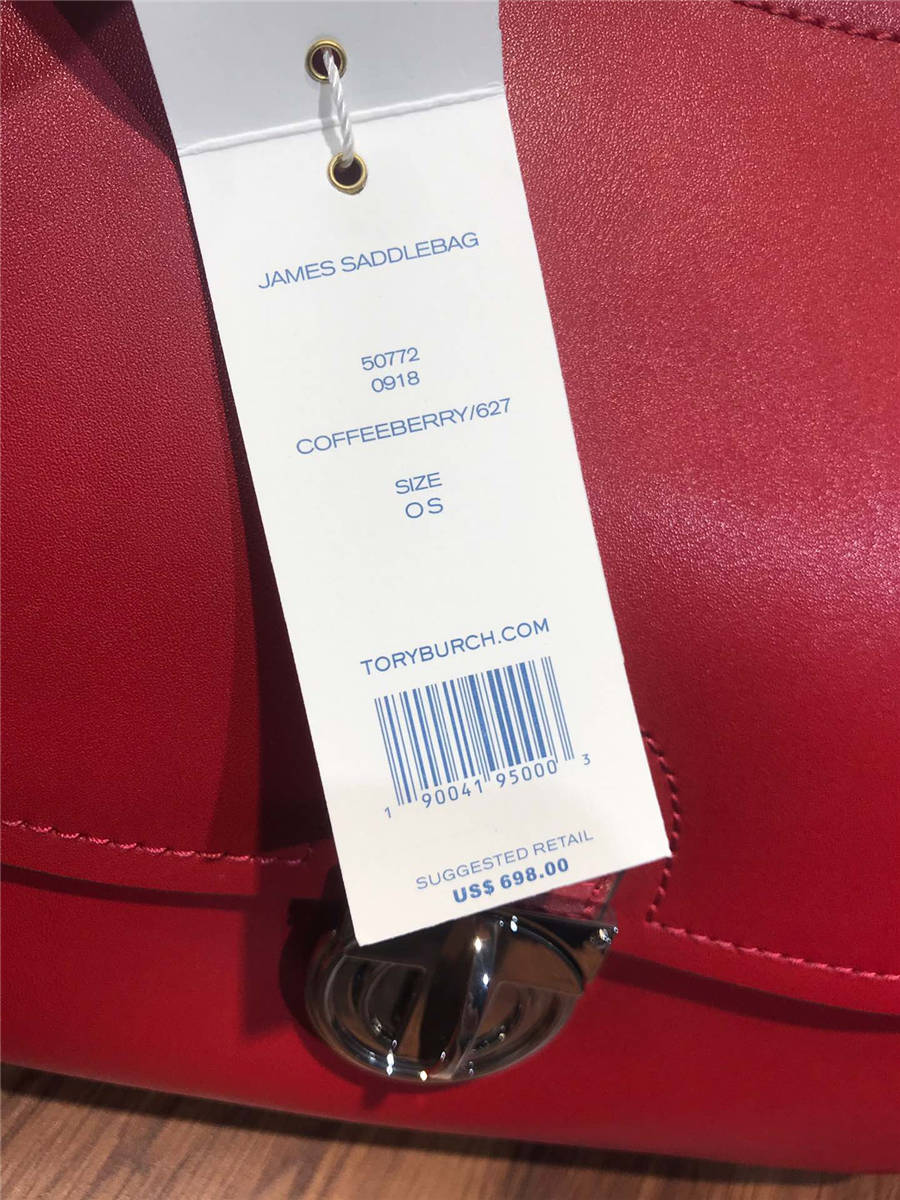 JAMES SADDLEBAG
50772
0918
COFFEEBERRY/627
SIZE
OS
TORYBURCH.COM
1 90041 95000 3
SUGGESTED RETAIL
US$ 698.00